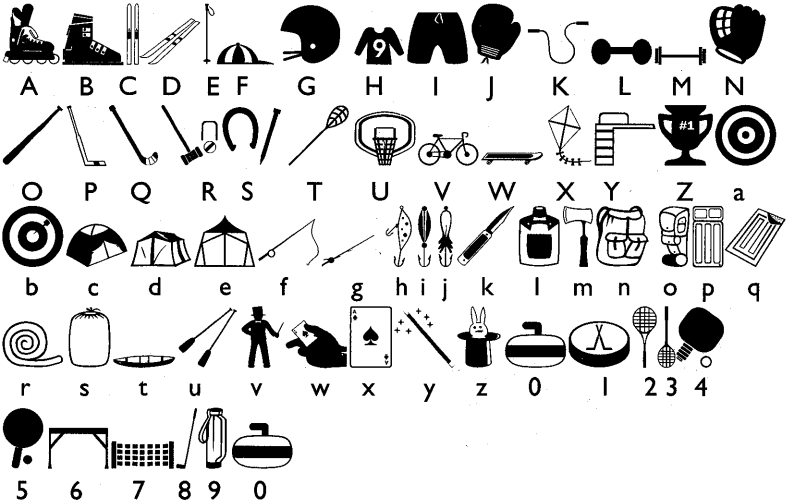 9
A B C D E F G H I J K L M N
#1
O P Q R S T U V W X Y Z a
b c d e f g h i j k l m n o p q
A
A
r s t u v w x y z 0 1 2 3 4
5 6 7 8 9 0